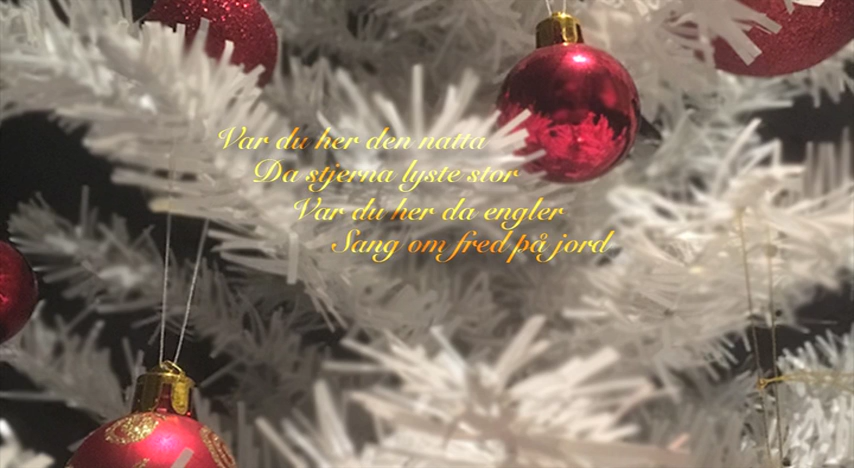 Var du her den natta
Da stjerna lyste stor
Var du her da engler
Sang om fred på jord